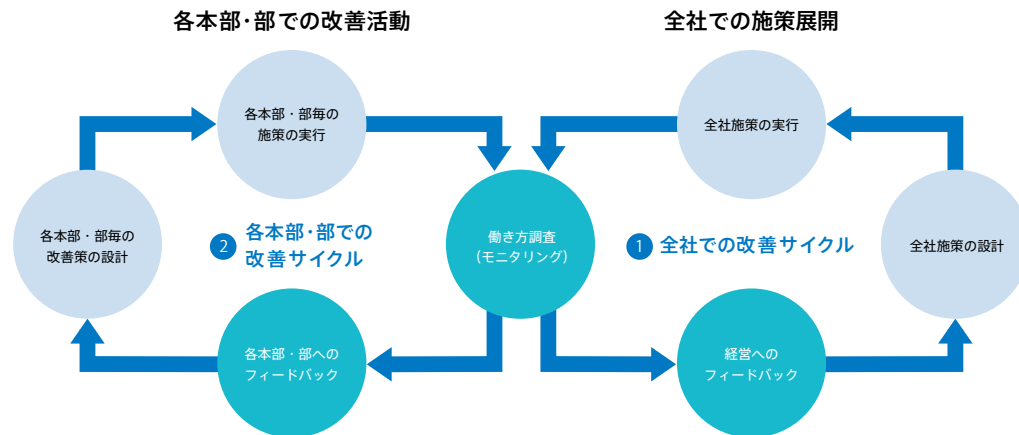 各本部・部での改善活動
全社での施策展開
各本部・部毎の
施策の実行
全社施策の実行
各本部・部毎の
改善策の設計
2 各本部・部での
改善サイクル
働き方調査
(モニタリング)
1 全社での改善サイクル
全社施策の設計
各本部・部への
フィードバック
経営への
フィードバック